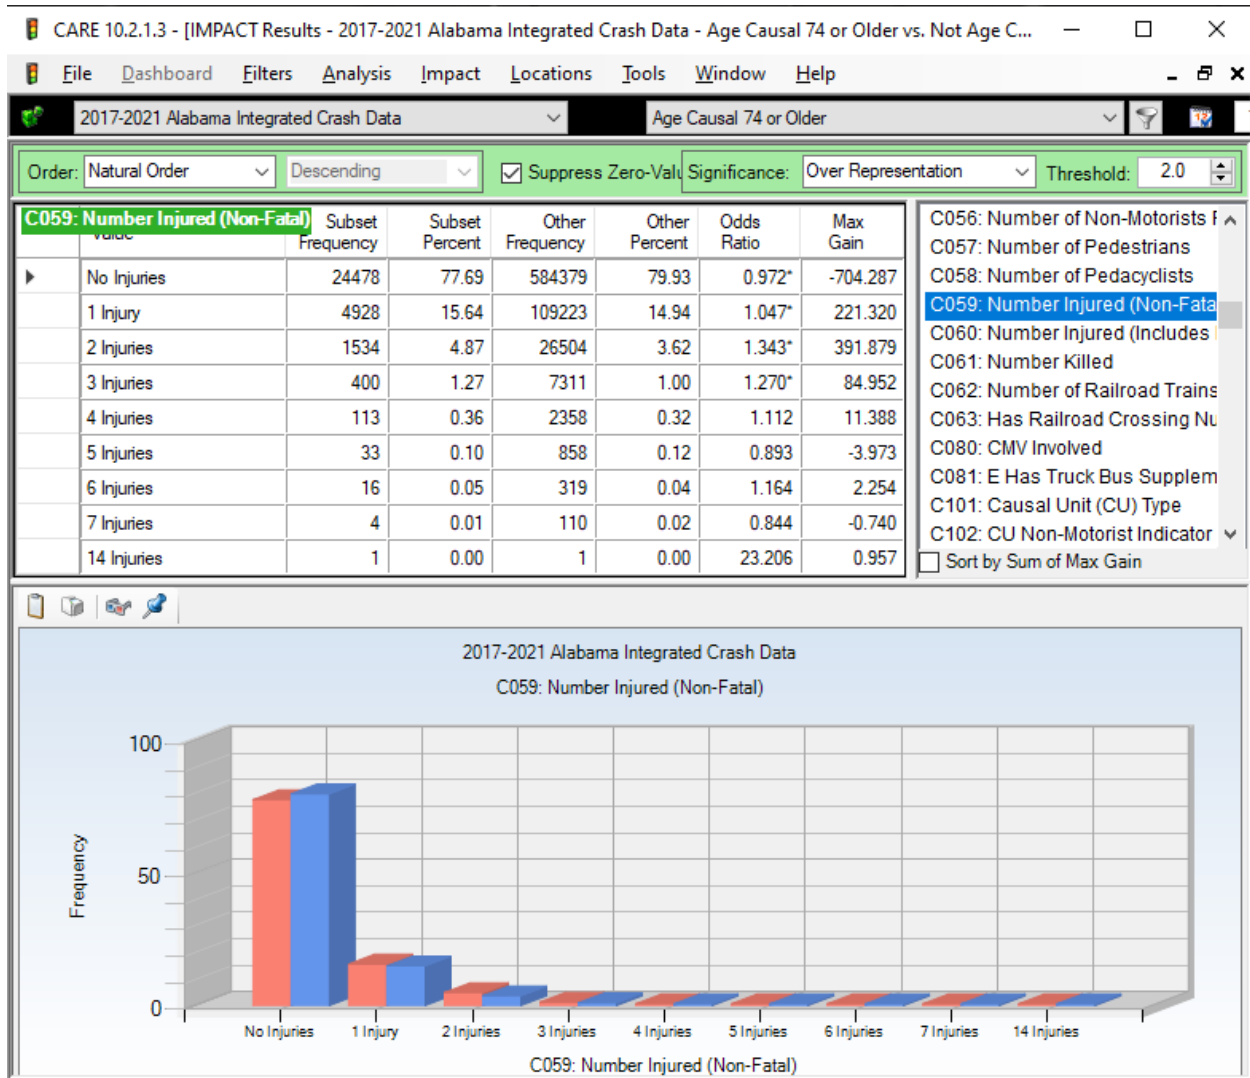 CARE 10.2.1.3 - [IMPACT Results - 2017-2021 Alabama Integrated Crash Data - Age Causal 74 or Older vs. Not Age C...
File Dashboard Filters Analysis Impact Locations Tools Window Help
2017-2021 Alabama Integrated Crash Data Age Causal 74 or Older
Order: Natural Order Descending Suppress Zero-Valu Significance: Over Representation Threshold: 2.0
C059: Number Injured (Non-Fatal)
Value Subset Frequency Subset Percent Other Frequency Other Percent Odds Ratio Max Gain
No Injuries 24478 77.69 584379 79.93 0.972* -704.287
1 Injury 4928 15.64 109223 14.94 1.047* 221.320
2 Injuries 1534 4.87 26504 3.62 1.343* 391.879
3 Injuries 400 1.27 7311 1.00 1.270* 84.952
4 Injuries 113 0.36 2358 0.32 1.112 11.388
5 Injuries 33 0.10 858 0.12 0.893 -3.973
6 Injuries 16 0.05 319 0.04 1.164 2.254
7 Injuries 4 0.01 110 0.02 0.844 -0.740
14 Injuries 1 0.00 1 0.00 23.206 0.957
C056: Number of Non-Motorists
C057: Number of Pedestrians
C058: Number of Pedacyclists
C059: Number Injured (Non-Fata
C060: Number Injured (Includes
C061: Number Killed
C062: Number of Railroad Trains
C063: Has Railroad Crossing Nu
C080: CMV Involved
C081: E Has Truck Bus Supplem
C101: Causal Unit (CU) Type
C102: CU Non-Motorist Indicator
Sort by Sum of Max Gain
2017-2021 Alabama Integrated Crash Data
C059: Number Injured (Non-Fatal)
Frequency
100
50
0
No Injuries 1 Injury 2 Injuries 3 Injuries 4 Injuries 5 Injuries 6 Injuries 7 Injuries 14 Injuries
C059: Number Injured (Non-Fatal)